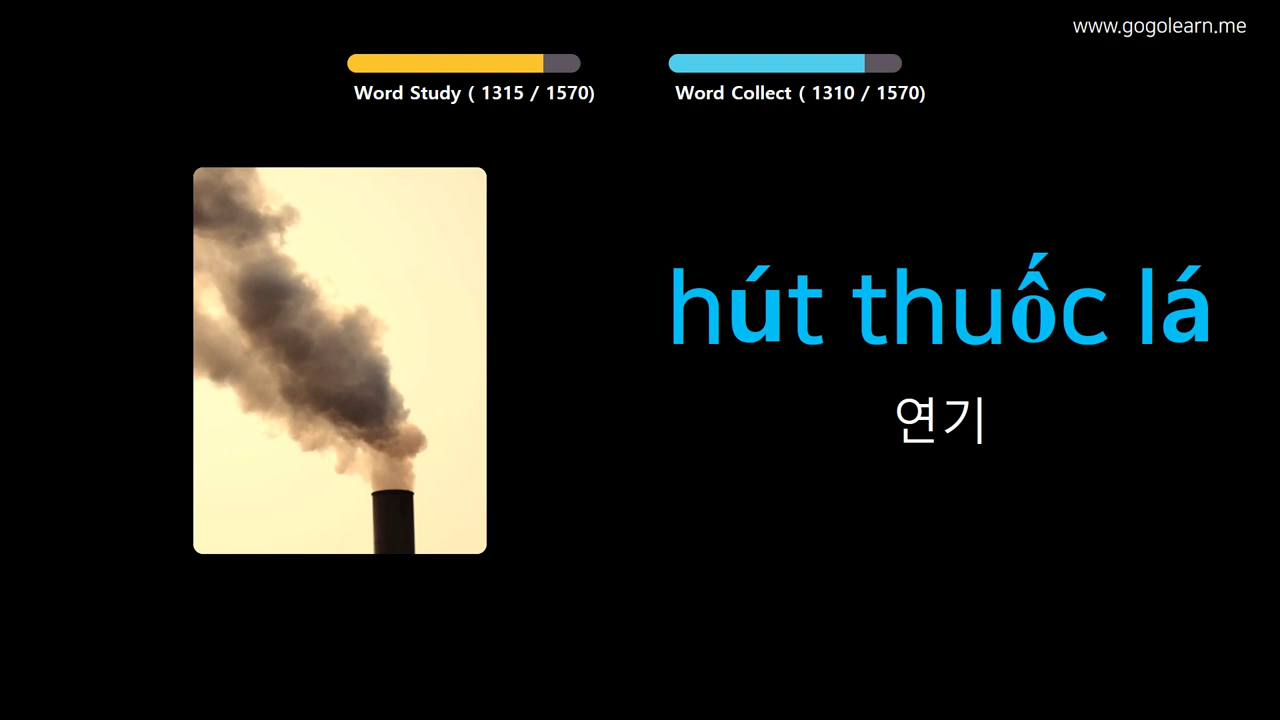 www.gogolearn.me
Word Study ( 1315 / 1570)
Word Collect ( 1310 / 1570)
hút thuốc lá
연기